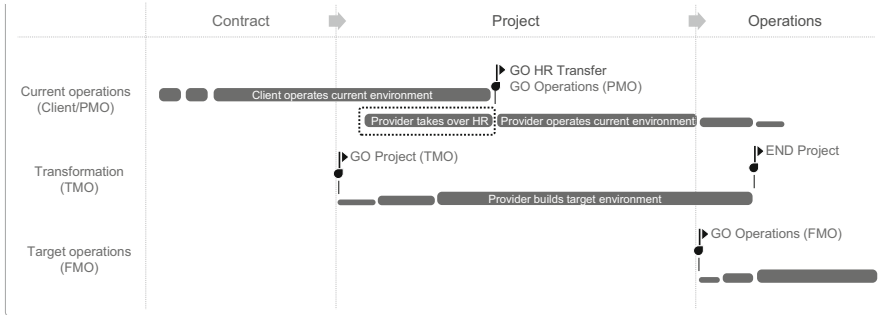 Contract
Project
Operations
Current operations
(Client/PMO)
Client operates current environment
GO HR Transfer
GO Operations (PMO)
Provider takes over HR
Provider operates current environment
Transformation
(TMO)
GO Project (TMO)
END Project
Provider builds target environment
Target operations
(FMO)
GO Operations (FMO)